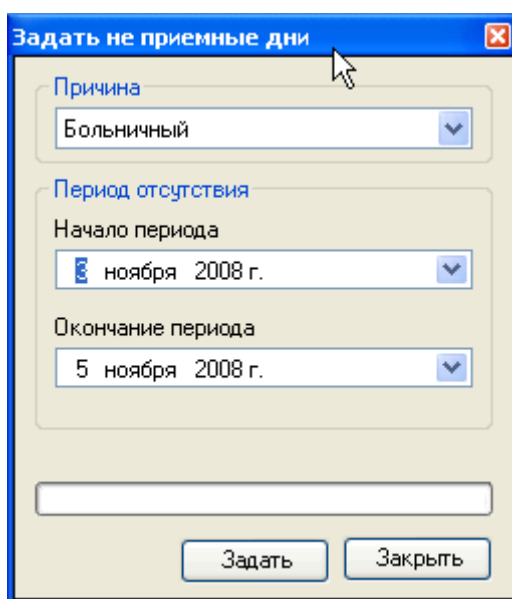 Задать не приемные дни
Причина
Больничный
Период отсутствия
Начало периода
3 ноября 2008 г.
Окончание периода
5 ноября 2008 г.
Задать Закрыть